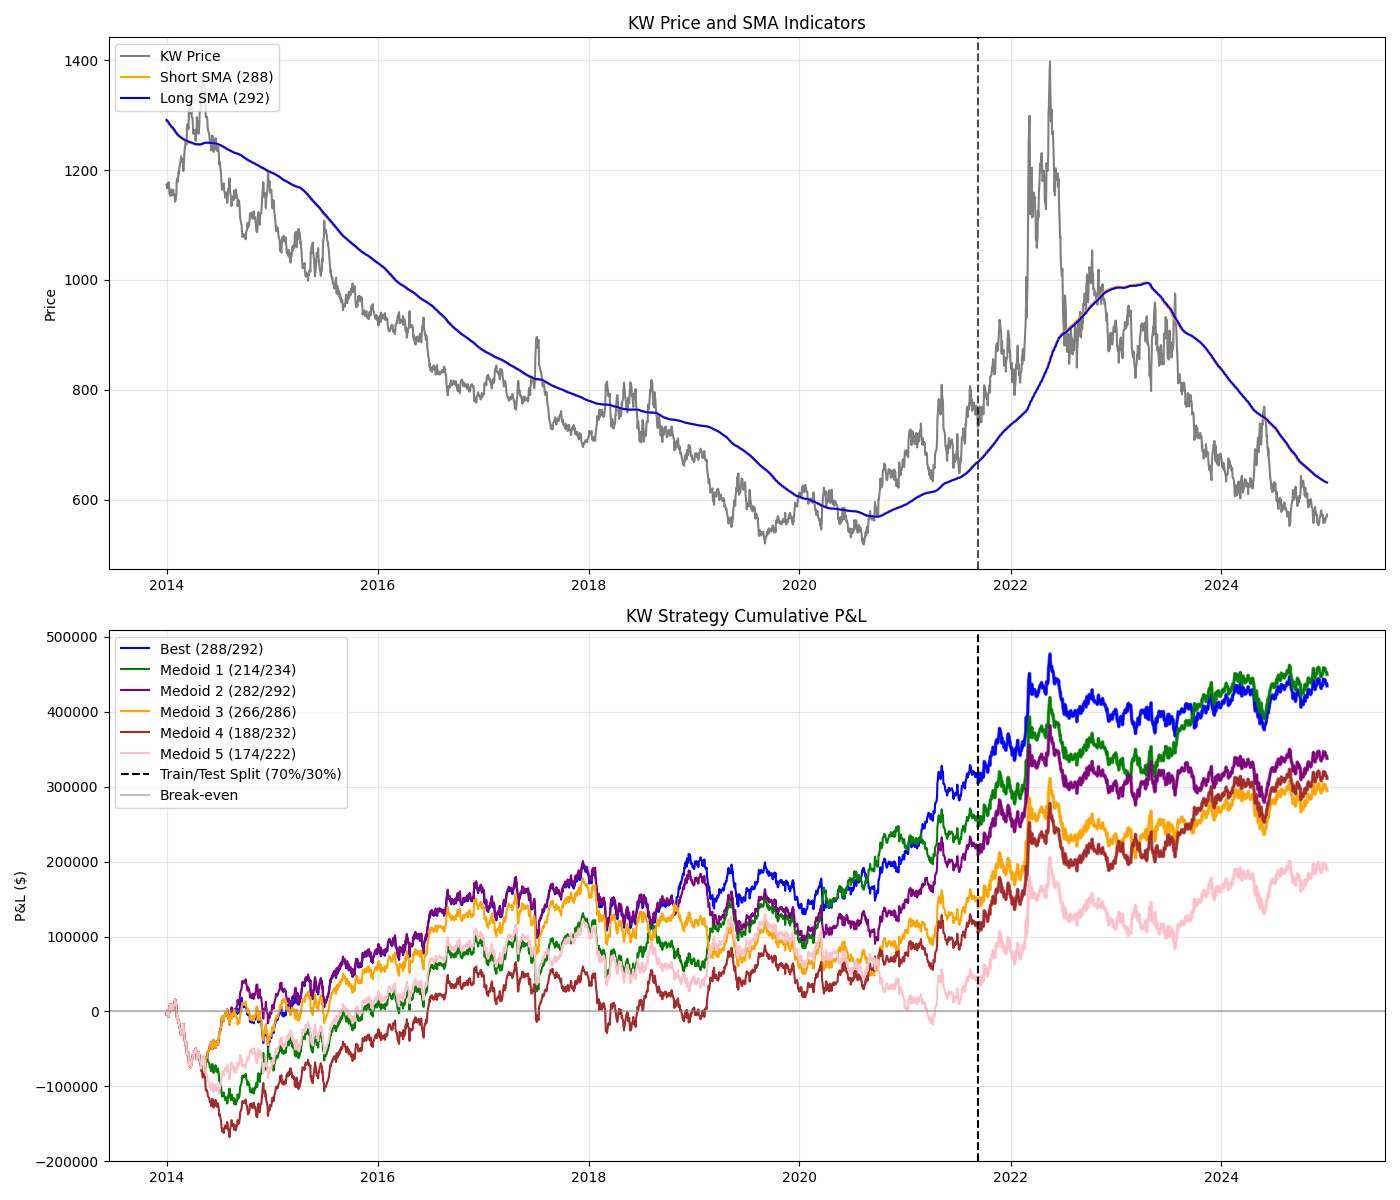 KW Price and SMA Indicators
KW Price
Short SMA (288)
Long SMA (292)
Price
1400
1200
1000
800
600
2014
2016
2018
2020
2022
2024
KW Strategy Cumulative P&L
Best (288/292)
Medoid 1 (214/234)
Medoid 2 (282/292)
Medoid 3 (266/286)
Medoid 4 (188/232)
Medoid 5 (174/222)
Train/Test Split (70%/30%)
Break-even
P&L ($)
500000
400000
300000
200000
100000
0
−100000
−200000
2014
2016
2018
2020
2022
2024